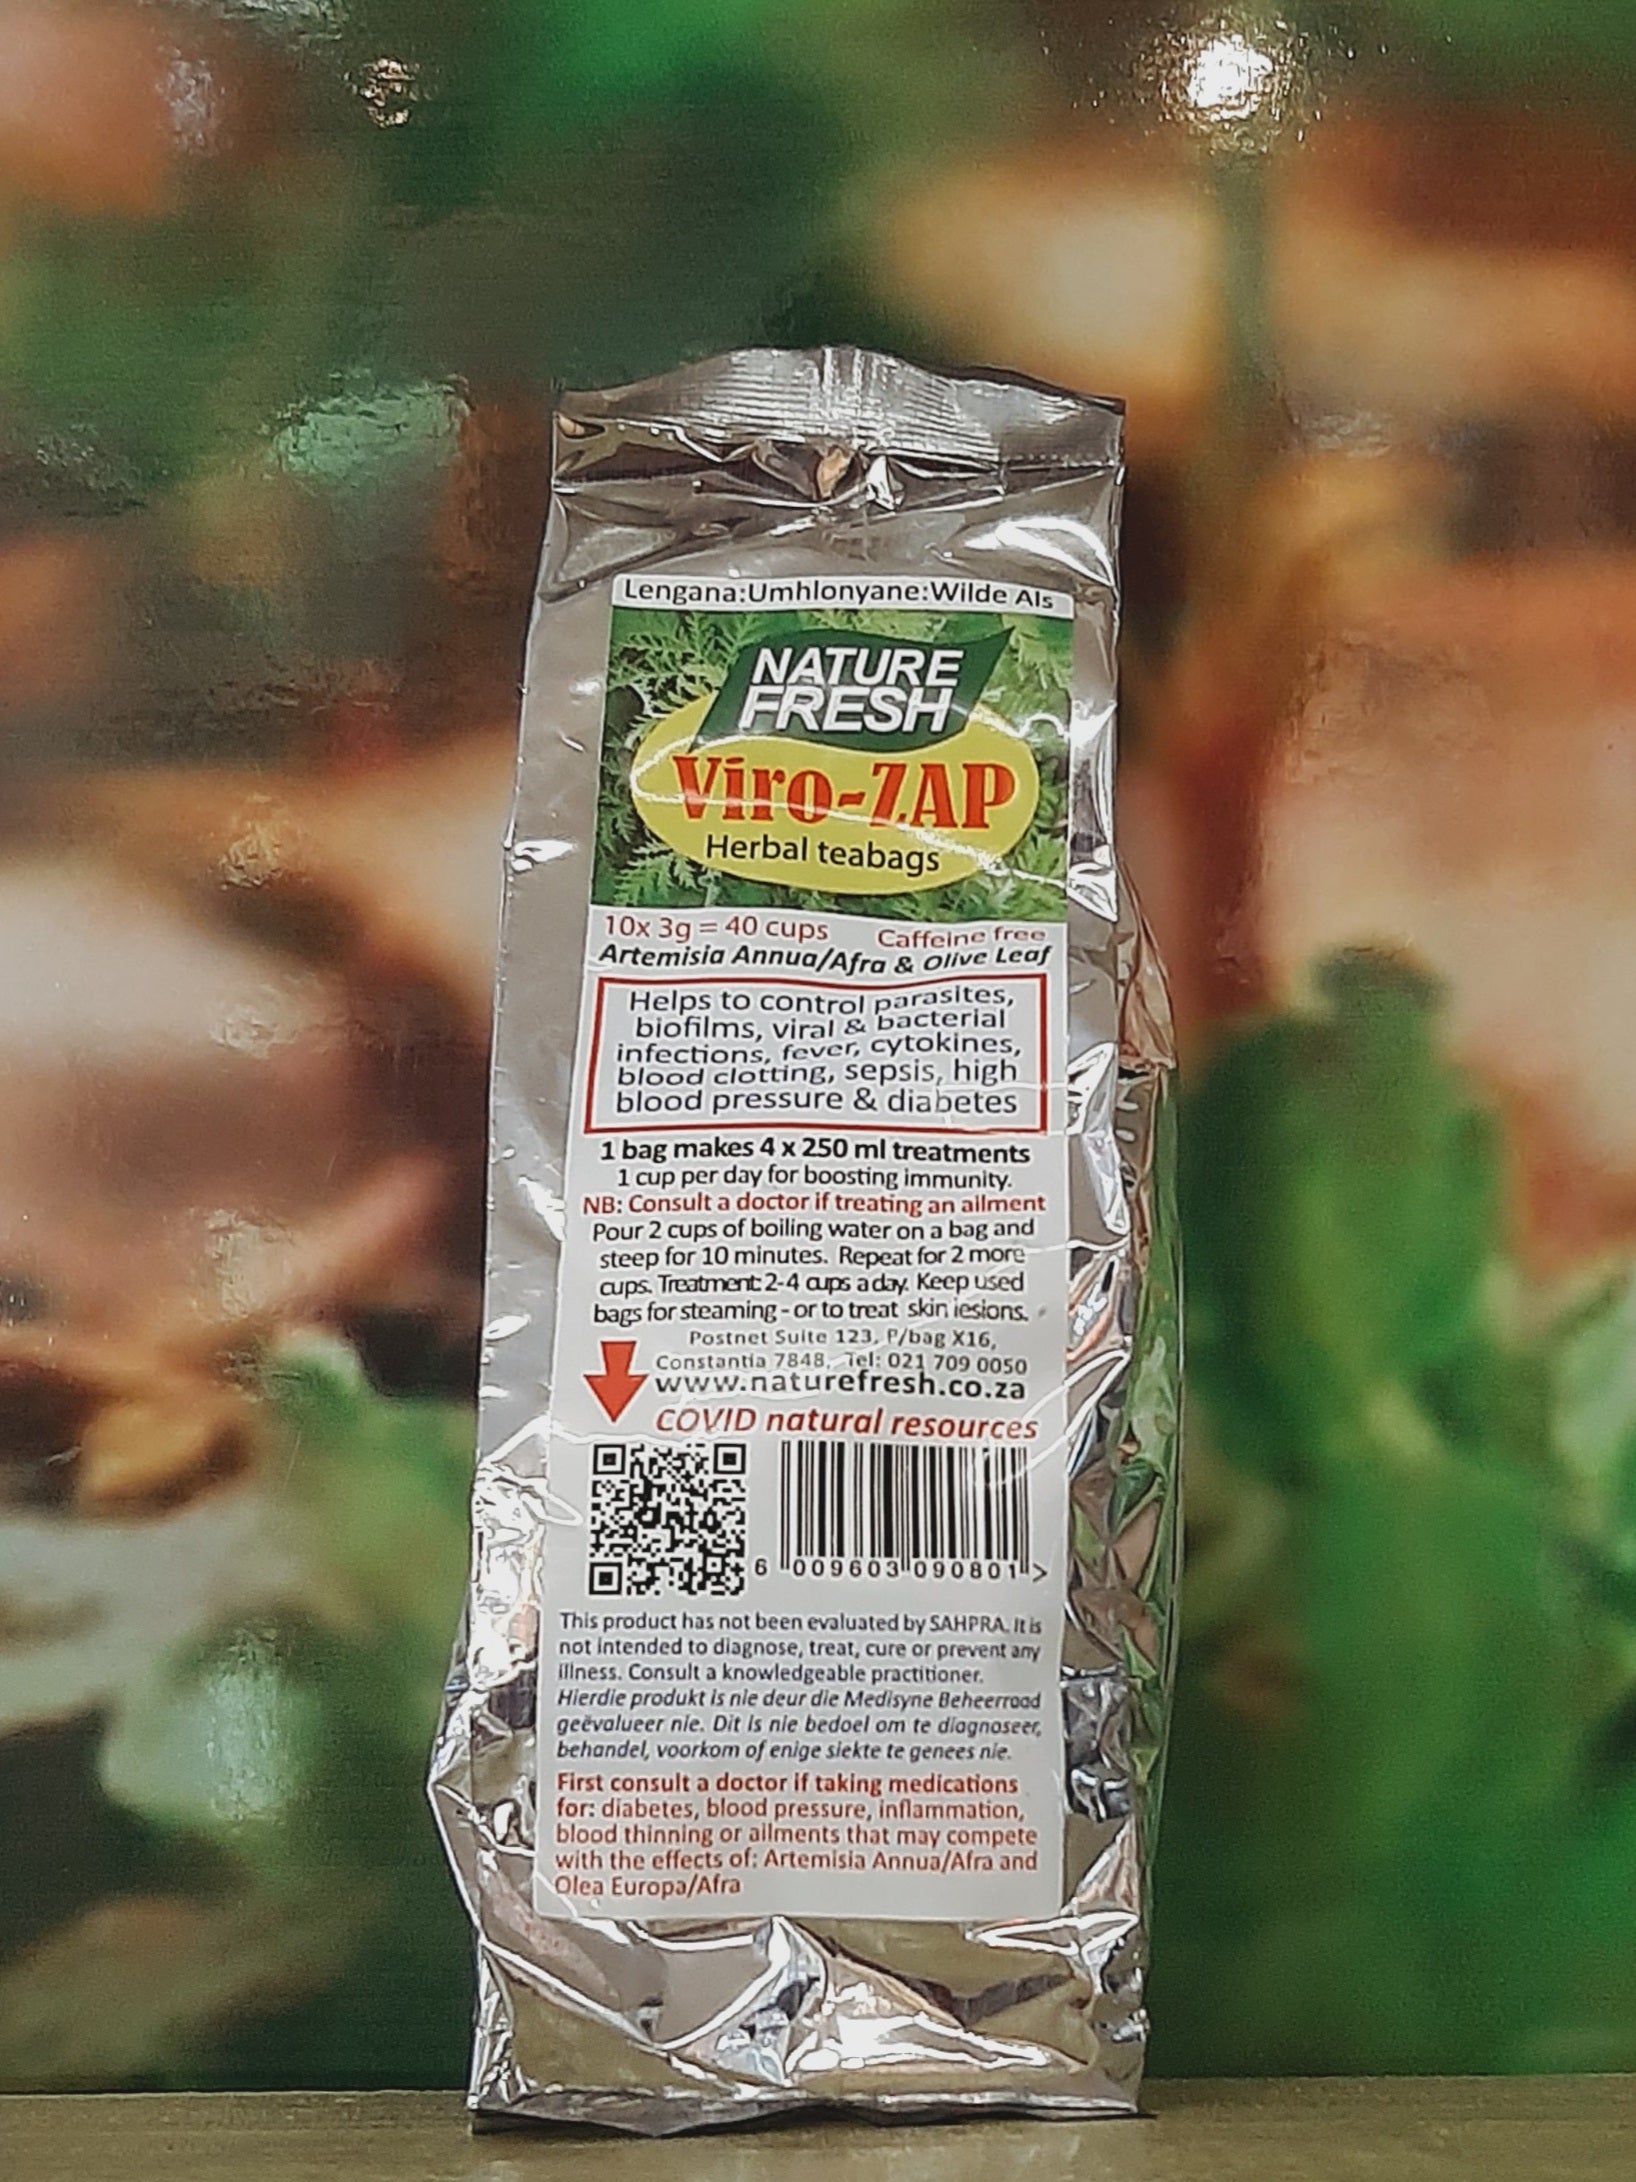 Lengana:Umhlonyane:Wilde Als
NATURE
FRESH
Viro-ZAP
Herbal teabags
10x 3g = 40 cups Caffeine free
Artemisia Annua/Afra & Olive Leaf
Helps to control parasites,
biofilms, viral & bacterial
infections, fever, cytokines,
blood clotting, sepsis, high
blood pressure & diabetes
1 bag makes 4 x 250 ml treatments
1 cup per day for boosting immunity.
NB: Consult a doctor if treating an ailment
Pour 2 cups of boiling water on a bag and
steep for 10 minutes. Repeat for 2 more
cups. Treatment: 2-4 cups a day. Keep used
bags for steaming - or to treat skin iesions.
Postnet Suite 123, P/bag X16,
Constantia 7848, Tel: 021 709 0050
www.naturefresh.co.za
COVID natural resources
6 009603 090801 >
This product has not been evaluated by SAHPRA. It is
not intended to diagnose, treat, cure or prevent any
illness. Consult a knowledgeable practitioner.
Hierdie produkt is nie deur die Medisyne Beheerraad
geëvalueer nie. Dit is nie bedoel om te diagnoseer,
behandel, voorkom of enige siekte te genees nie.
First consult a doctor if taking medications
for: diabetes, blood pressure, inflammation,
blood thinning or ailments that may compete
with the effects of: Artemisia Annua/Afra and
Olea Europa/Afra